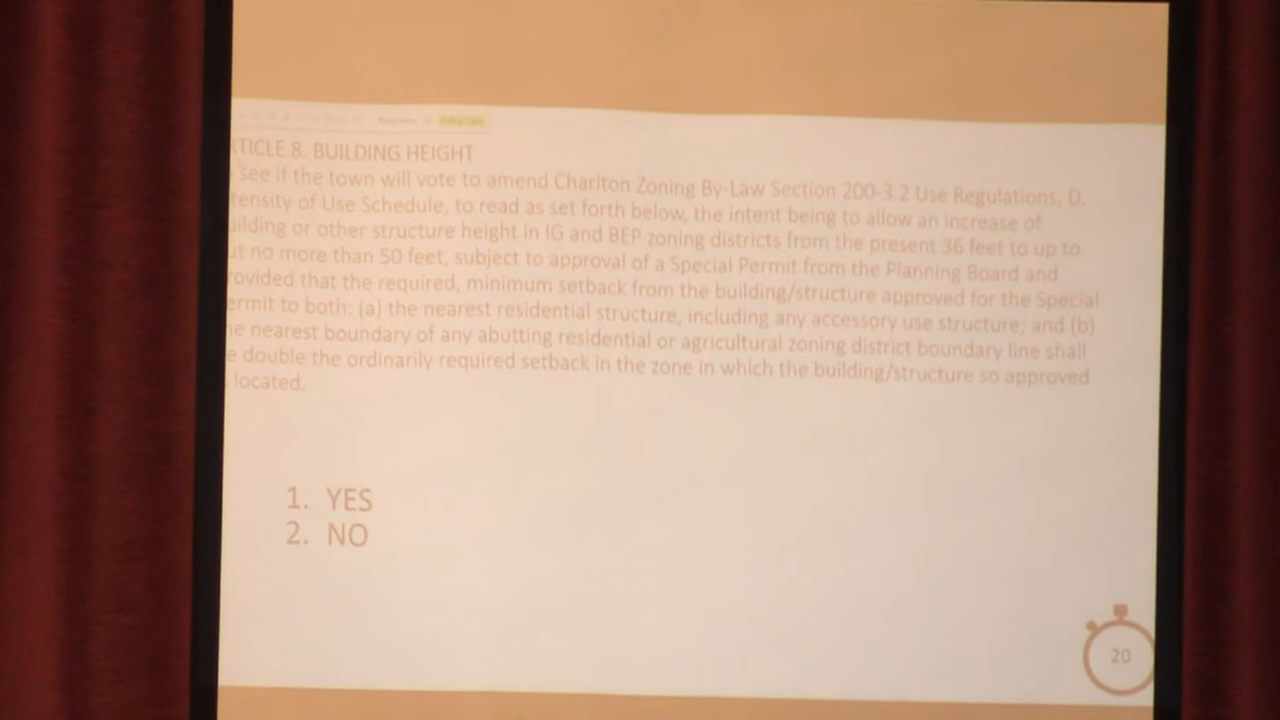 Polling Open
RTICLE 8. BUILDING HEIGHT
see if the town will vote to amend Charlton Zoning By-Law Section 200-3.2 Use Regulations, D.
tensity of Use Schedule, to read as set forth below, the intent being to allow an increase of
uilding or other structure height in IG and BEP zoning districts from the present 36 feet to up to
ut no more than 50 feet, subject to approval of a Special Permit from the Planning Board and
rovided that the required, minimum setback from the building/structure approved for the Special
ermit to both: (a) the nearest residential structure, including any accessory use structure; and (b)
he nearest boundary of any abutting residential or agricultural zoning district boundary line shall
e double the ordinarily required setback in the zone in which the building/structure so approved
located.
1. YES
2. NO
20